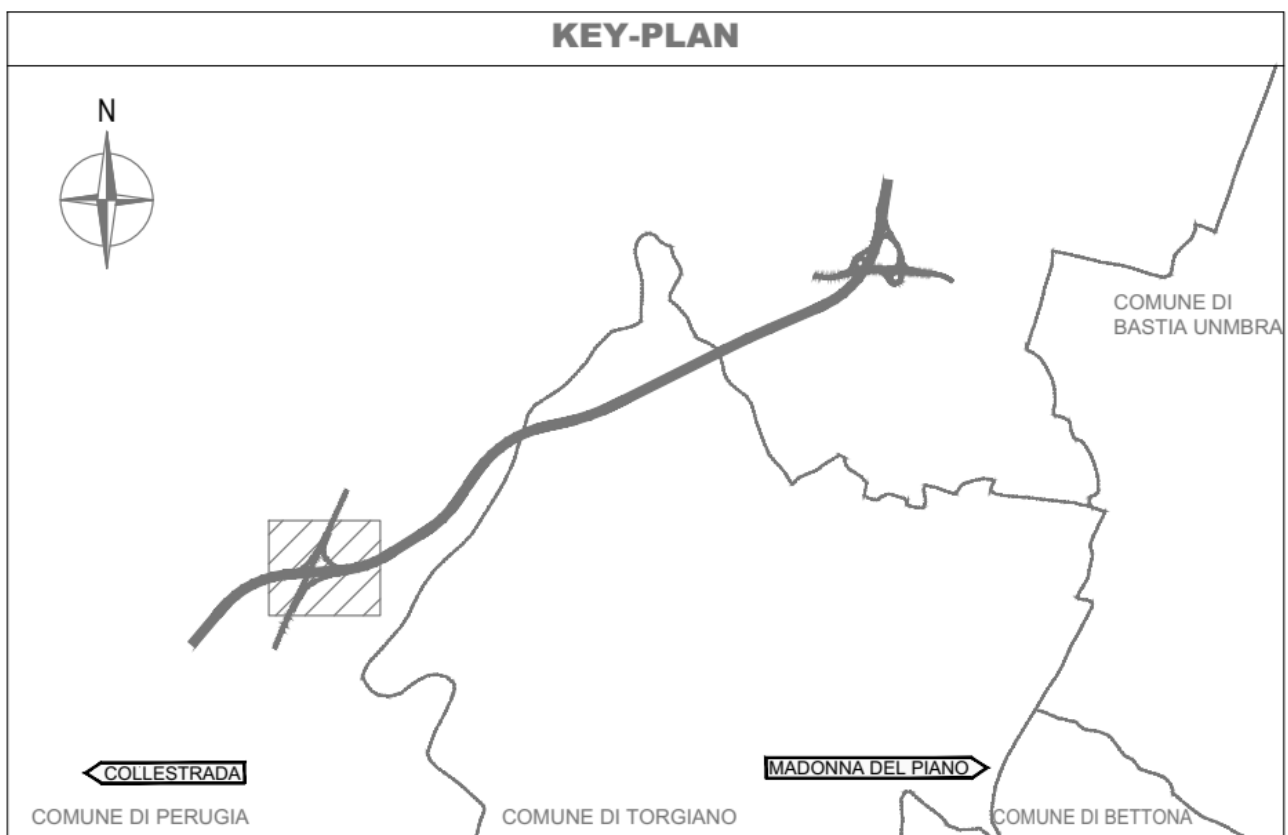 KEY-PLAN
N
COMUNE DI
BASTIA UNMBRA
COLLESTRADA
MADONNA DEL PIANO
COMUNE DI PERUGIA
COMUNE DI TORGIANO
COMUNE DI BETTONA